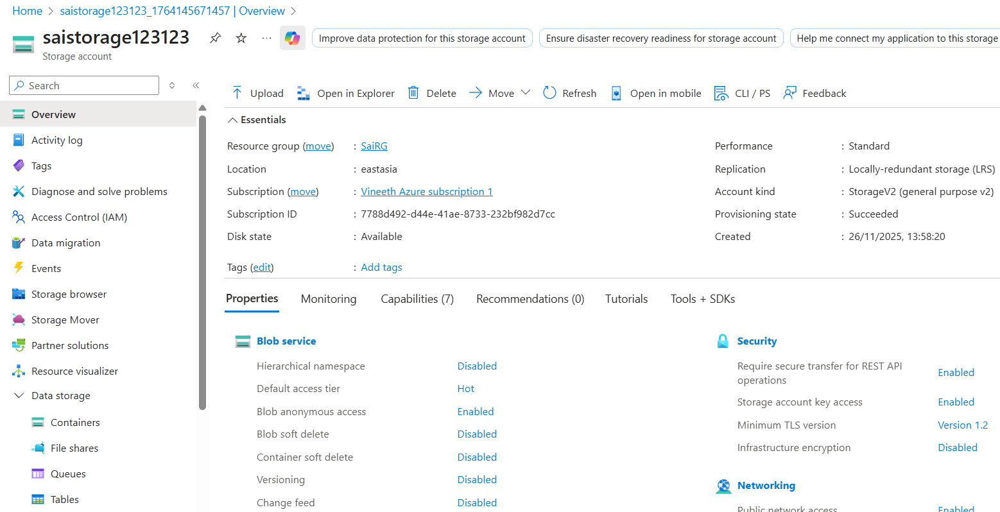 Home > saistorage123123_1764145671457 | Overview >
saistorage123123
Storage account
Improve data protection for this storage account
Ensure disaster recovery readiness for storage account
Help me connect my application to this storage
Search
Upload
Open in Explorer
Delete
Move
Refresh
Open in mobile
CLI / PS
Feedback
Overview
Activity log
Tags
Diagnose and solve problems
Access Control (IAM)
Data migration
Events
Storage browser
Storage Mover
Partner solutions
Resource visualizer
Data storage
Containers
File shares
Queues
Tables
Essentials
Resource group (move) : SaiRG
Location : eastasia
Subscription (move) : Vineeth Azure subscription 1
Subscription ID : 7788d492-d44e-41ae-8733-232bf982d7cc
Disk state : Available
Tags (edit) : Add tags
Performance : Standard
Replication : Locally-redundant storage (LRS)
Account kind : StorageV2 (general purpose v2)
Provisioning state : Succeeded
Created : 26/11/2025, 13:58:20
Properties
Monitoring
Capabilities (7)
Recommendations (0)
Tutorials
Tools + SDKs
Blob service
Hierarchical namespace Disabled
Default access tier Hot
Blob anonymous access Enabled
Blob soft delete Disabled
Container soft delete Disabled
Versioning Disabled
Change feed Disabled
Security
Require secure transfer for REST API
operations Enabled
Storage account key access Enabled
Minimum TLS version Version 1.2
Infrastructure encryption Disabled
Networking
Public network access Enabled